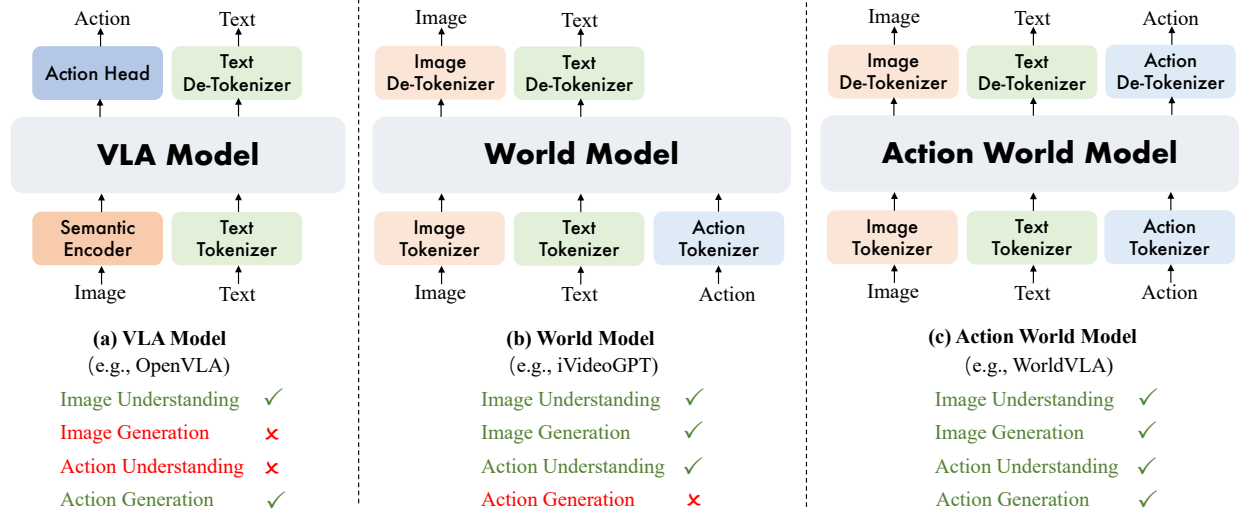 Action Text
Action Head
Text
De-Tokenizer
VLA Model
Semantic
Encoder
Text
Tokenizer
Image Text
(a) VLA Model
(e.g., OpenVLA)
Image Understanding ✓
Image Generation ✗
Action Understanding ✗
Action Generation ✓
Image Text
Image
De-Tokenizer
Text
De-Tokenizer
World Model
Image
Tokenizer
Text
Tokenizer
Action
Tokenizer
Image Text Action
(b) World Model
(e.g., iVideoGPT)
Image Understanding ✓
Image Generation ✓
Action Understanding ✓
Action Generation ✗
Image Text Action
Image
De-Tokenizer
Text
De-Tokenizer
Action
De-Tokenizer
Action World Model
Image
Tokenizer
Text
Tokenizer
Action
Tokenizer
Image Text Action
(c) Action World Model
(e.g., WorldVLA)
Image Understanding ✓
Image Generation ✓
Action Understanding ✓
Action Generation ✓